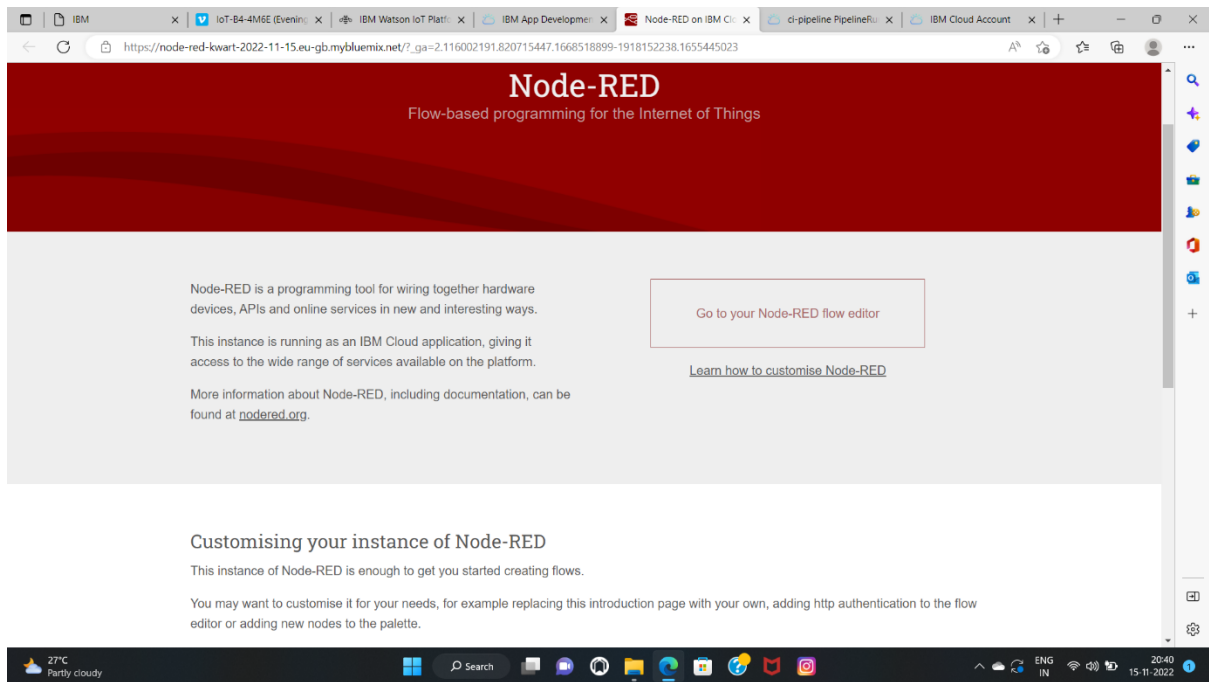 IBM
IoT-B4-4M6E (Evening
IBM Watson IoT Platfo
IBM App Developmen
Node-RED on IBM Clo
ci-pipeline PipelineRu
IBM Cloud Account
https://node-red-kwart-2022-11-15.eu-gb.mybluemix.net/?_ga=2.116002191.820715447.1668518899-1918152238.1655445023
Node-RED
Flow-based programming for the Internet of Things
Node-RED is a programming tool for wiring together hardware
devices, APIs and online services in new and interesting ways.
This instance is running as an IBM Cloud application, giving it
access to the wide range of services available on the platform.
More information about Node-RED, including documentation, can be
found at nodered.org.
Go to your Node-RED flow editor
Learn how to customise Node-RED
Customising your instance of Node-RED
This instance of Node-RED is enough to get you started creating flows.
You may want to customise it for your needs, for example replacing this introduction page with your own, adding http authentication to the flow
editor or adding new nodes to the palette.
27°C
Partly cloudy
Search
ENG
IN
20:40
15-11-2022
1